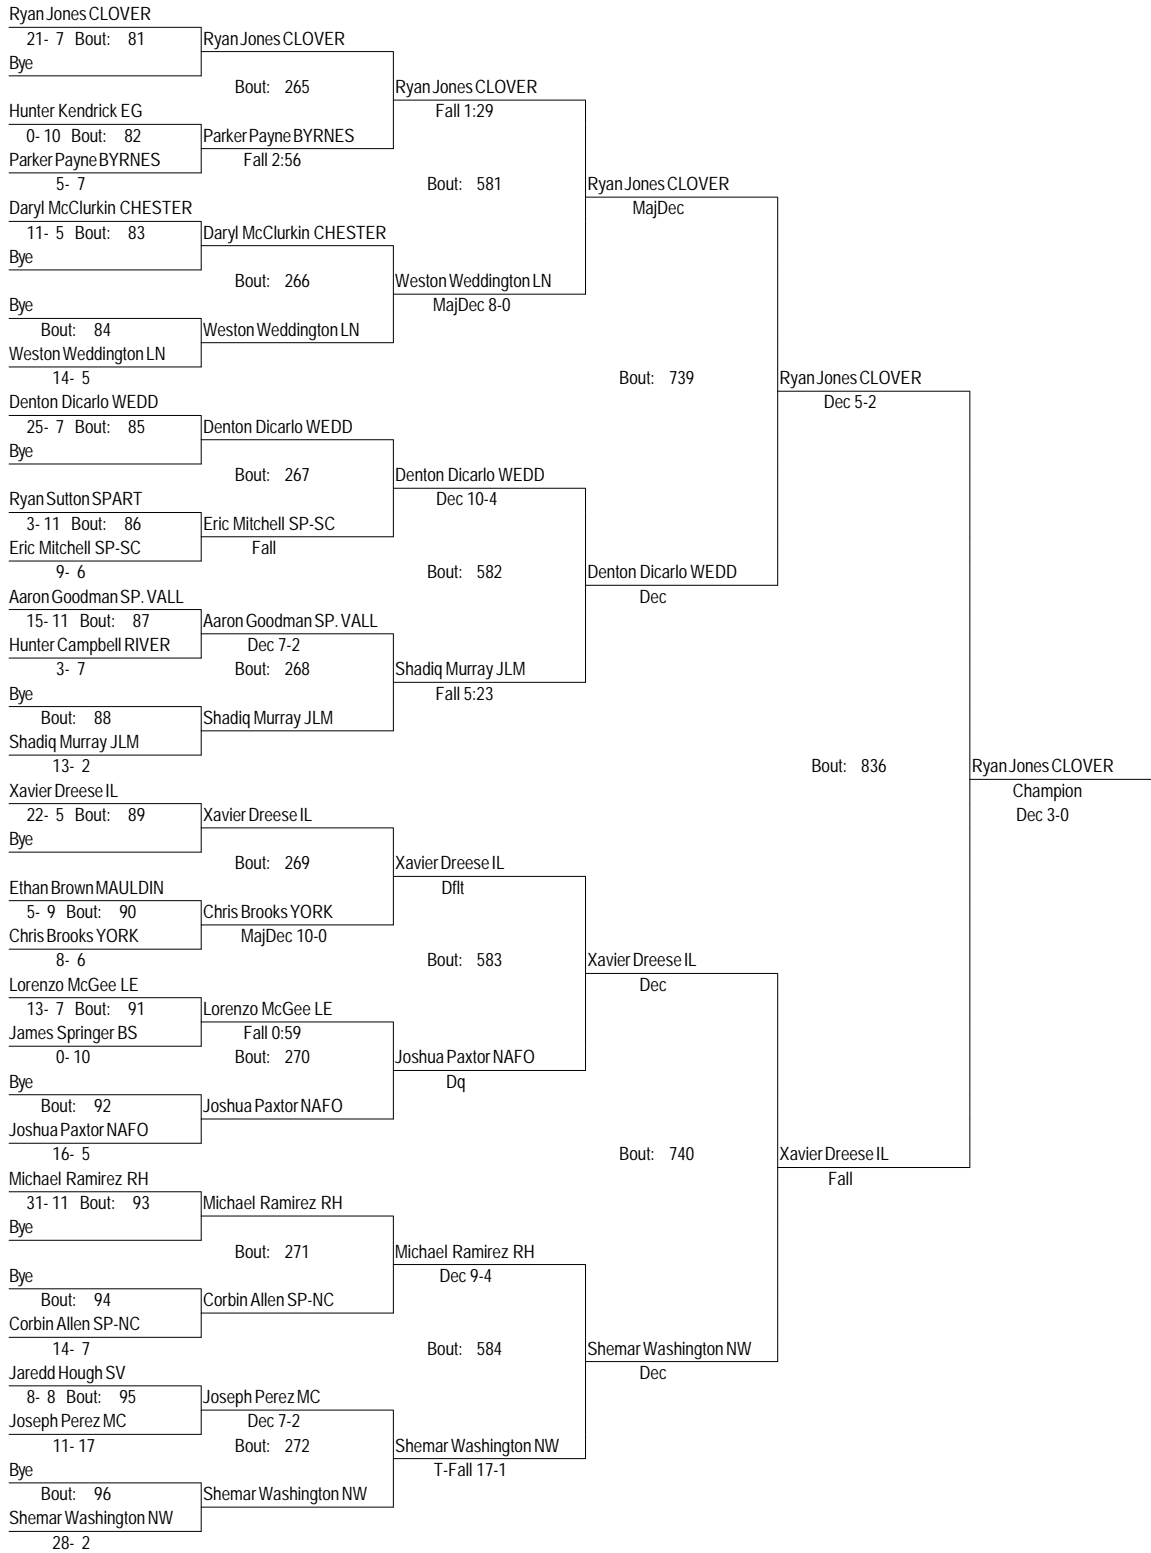 Ryan Jones CLOVER
21- 7 Bout: 81 Ryan Jones CLOVER
Bye
Bout: 265 Ryan Jones CLOVER
Hunter Kendrick EG Fall 1:29
0- 10 Bout: 82 Parker Payne BYRNES
Parker Payne BYRNES Fall 2:56
5- 7 Bout: 581 Ryan Jones CLOVER
Daryl McClurkin CHESTER MajDec
11- 5 Bout: 83 Daryl McClurkin CHESTER
Bye
Bout: 266 Weston Weddington LN
Bye MajDec 8-0
Bout: 84 Weston Weddington LN
Weston Weddington LN
14- 5 Bout: 739 Ryan Jones CLOVER
Denton Dicarlo WEDD Dec 5-2
25- 7 Bout: 85 Denton Dicarlo WEDD
Bye
Bout: 267 Denton Dicarlo WEDD
Ryan Sutton SPART Dec 10-4
3- 11 Bout: 86 Eric Mitchell SP-SC
Eric Mitchell SP-SC Fall
9- 6 Bout: 582 Denton Dicarlo WEDD
Aaron Goodman SP. VALL Dec
15- 11 Bout: 87 Aaron Goodman SP. VALL
Hunter Campbell RIVER Dec 7-2
3- 7 Bout: 268 Shadiq Murray JLM
Bye Fall 5:23
Bout: 88 Shadiq Murray JLM
Shadiq Murray JLM
13- 2 Bout: 836 Ryan Jones CLOVER
Xavier Dreese IL Champion
22- 5 Bout: 89 Xavier Dreese IL Dec 3-0
Bye
Bout: 269 Xavier Dreese IL
Ethan Brown MAULDIN Dflt
5- 9 Bout: 90 Chris Brooks YORK
Chris Brooks YORK MajDec 10-0
8- 6 Bout: 583 Xavier Dreese IL
Lorenzo McGee LE Dec
13- 7 Bout: 91 Lorenzo McGee LE
James Springer BS Fall 0:59
0- 10 Bout: 270 Joshua Paxtor NAFO
Bye Dq
Bout: 92 Joshua Paxtor NAFO
Joshua Paxtor NAFO
16- 5 Bout: 740 Xavier Dreese IL
Michael Ramirez RH Fall
31- 11 Bout: 93 Michael Ramirez RH
Bye
Bout: 271 Michael Ramirez RH
Bye Dec 9-4
Bout: 94 Corbin Allen SP-NC
Corbin Allen SP-NC
14- 7 Bout: 584 Shemar Washington NW
Jaredd Hough SV Dec
8- 8 Bout: 95 Joseph Perez MC
Joseph Perez MC Dec 7-2
11- 17 Bout: 272 Shemar Washington NW
Bye T-Fall 17-1
Bout: 96 Shemar Washington NW
Shemar Washington NW
28- 2